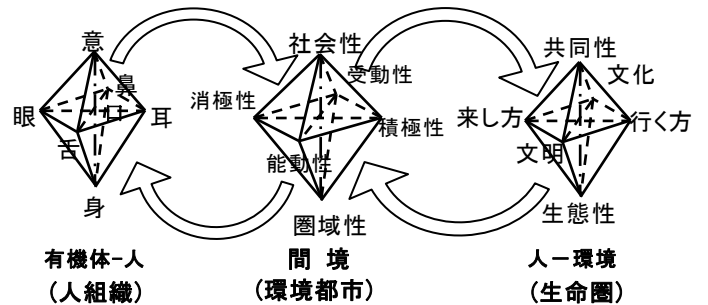 意
鼻
眼
口
耳
舌
身
有機体-人
(人組織)
社会性
受動性
消極性
積極性
能動性
圏域性
間 境
(環境都市)
共同性
文化
来し方
行く方
文明
生態性
人-環境
(生命圏)